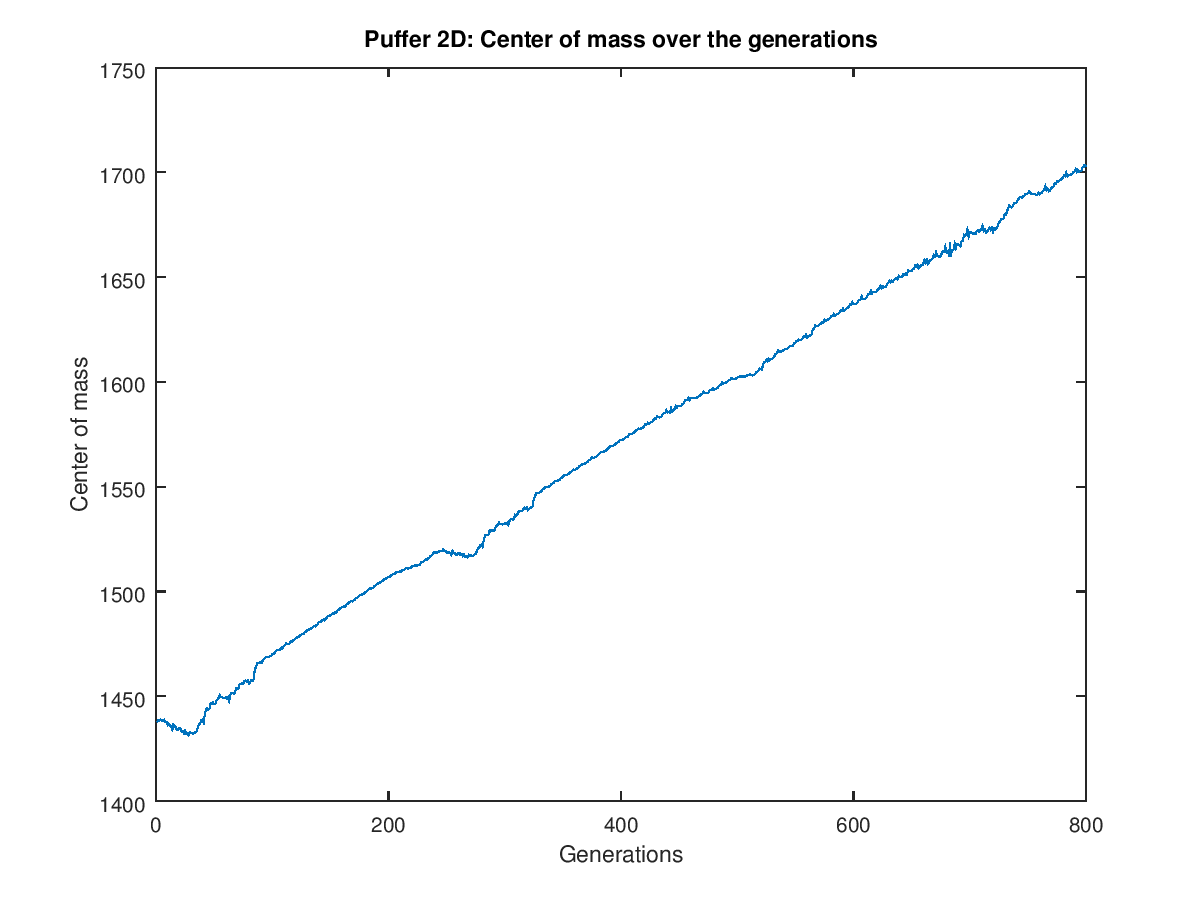 Puffer 2D: Center of mass over the generations
1750
1700
1650
1600
1550
1500
1450
1400
Center of mass
0 200 400 600 800
Generations